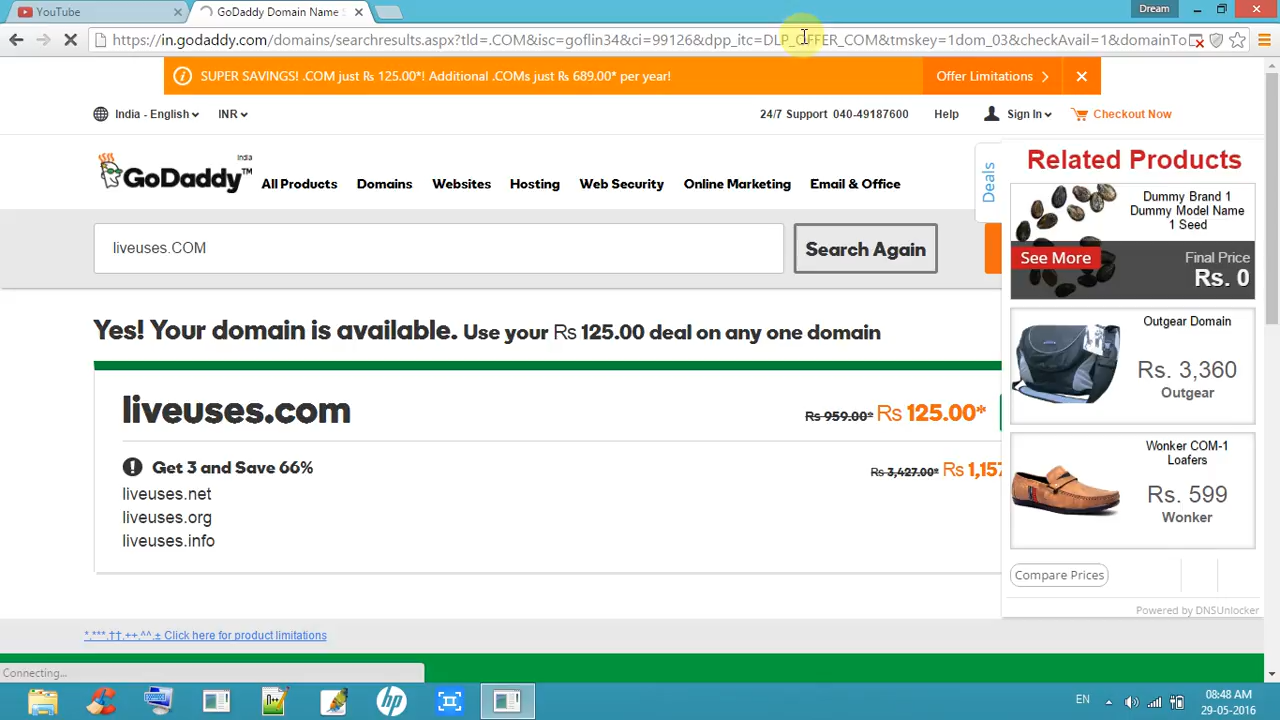 YouTube
GoDaddy Domain Name
Dream
https://in.godaddy.com/domains/searchresults.aspx?tld=.COM&isc=goflin34&ci=99126&dpp_itc=DLP_OFFER_COM&tmskey=1dom_03&checkAvail=1&domainTo
SUPER SAVINGS! .COM just Rs 125.00*! Additional .COMs just Rs 689.00* per year!
Offer Limitations
India - English
INR
24/7 Support 040-49187600
Help
Sign In
Checkout Now
GoDaddy™
India
All Products
Domains
Websites
Hosting
Web Security
Online Marketing
Email & Office
Deals
liveuses.COM
Search Again
Yes! Your domain is available. Use your Rs 125.00 deal on any one domain
liveuses.com
Rs 959.00* Rs 125.00*
Get 3 and Save 66%
Rs 3,427.00* Rs 1,157
liveuses.net
liveuses.org
liveuses.info
Related Products
Dummy Brand 1
Dummy Model Name
1 Seed
See More
Final Price
Rs. 0
Outgear Domain
Rs. 3,360
Outgear
Wonker COM-1
Loafers
Rs. 599
Wonker
Compare Prices
Powered by DNSUnlocker
*.***.††.++.^^.± Click here for product limitations
Connecting...
EN
08:48 AM
29-05-2016